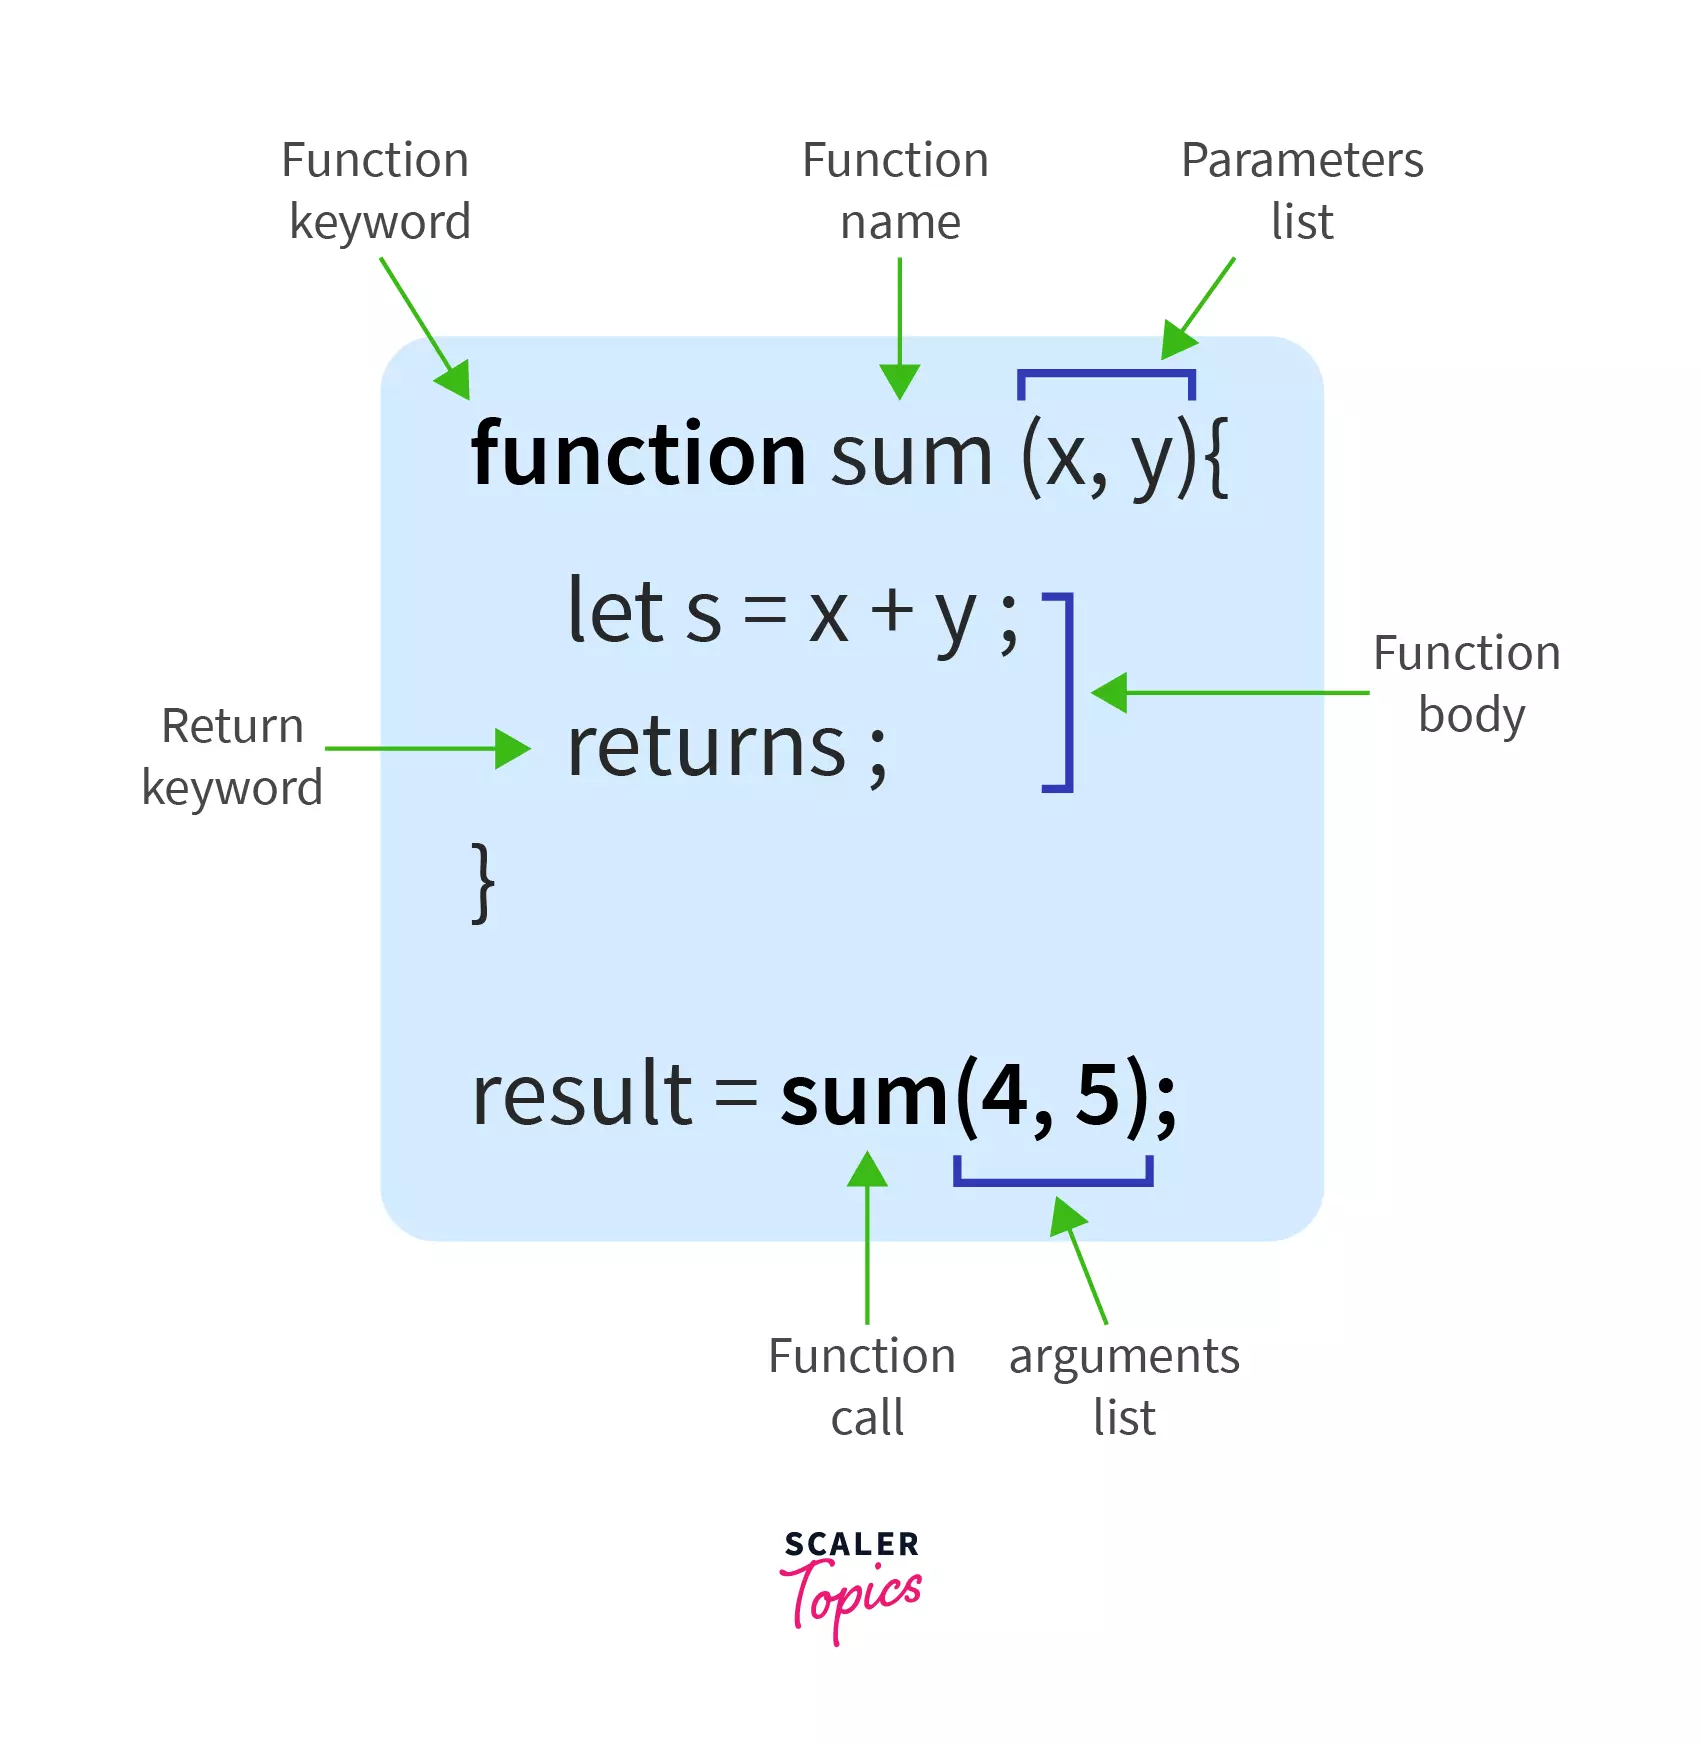 Function
keyword
Function
name
Parameters
list
function sum (x, y){
let s = x + y ;
Function
body
Return
keyword
returns ;
}
result = sum(4, 5);
Function
call
arguments
list
SCALER
Topics